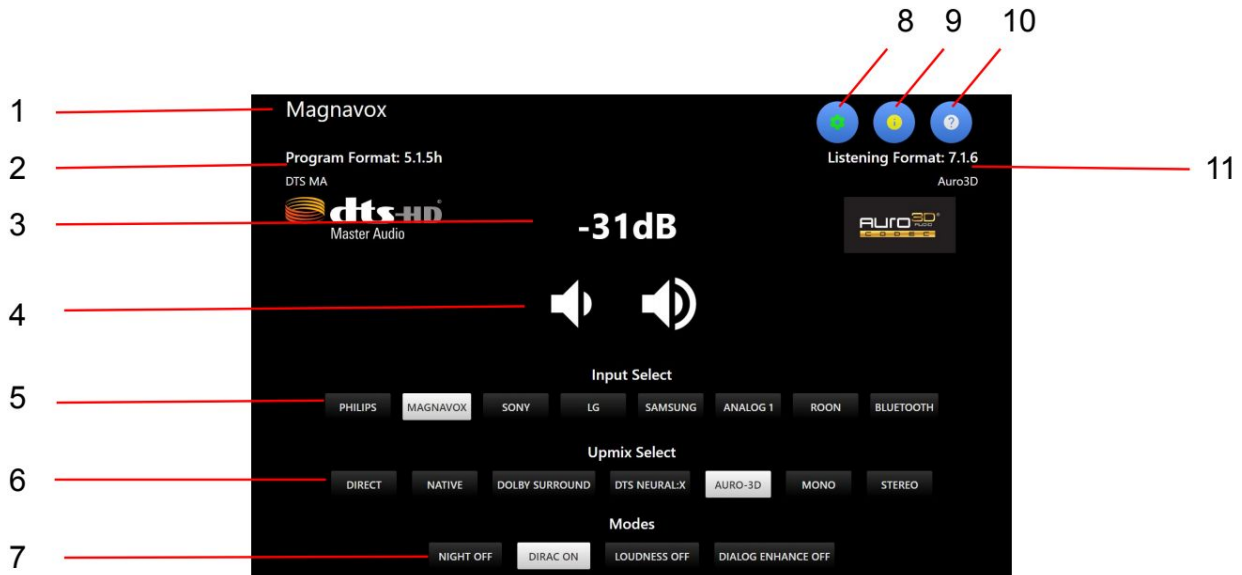 8 9 10
1 Magnavox
2 Program Format: 5.1.5h Listening Format: 7.1.6 11
DTS MA Auro3D
dts-HD
Master Audio
3 -31dB
AURO3D®
AUDIO
CODEC
4
Input Select
5 PHILIPS MAGNAVOX SONY LG SAMSUNG ANALOG 1 ROON BLUETOOTH
Upmix Select
6 DIRECT NATIVE DOLBY SURROUND DTS NEURAL:X AURO-3D MONO STEREO
Modes
7 NIGHT OFF DIRAC ON LOUDNESS OFF DIALOG ENHANCE OFF